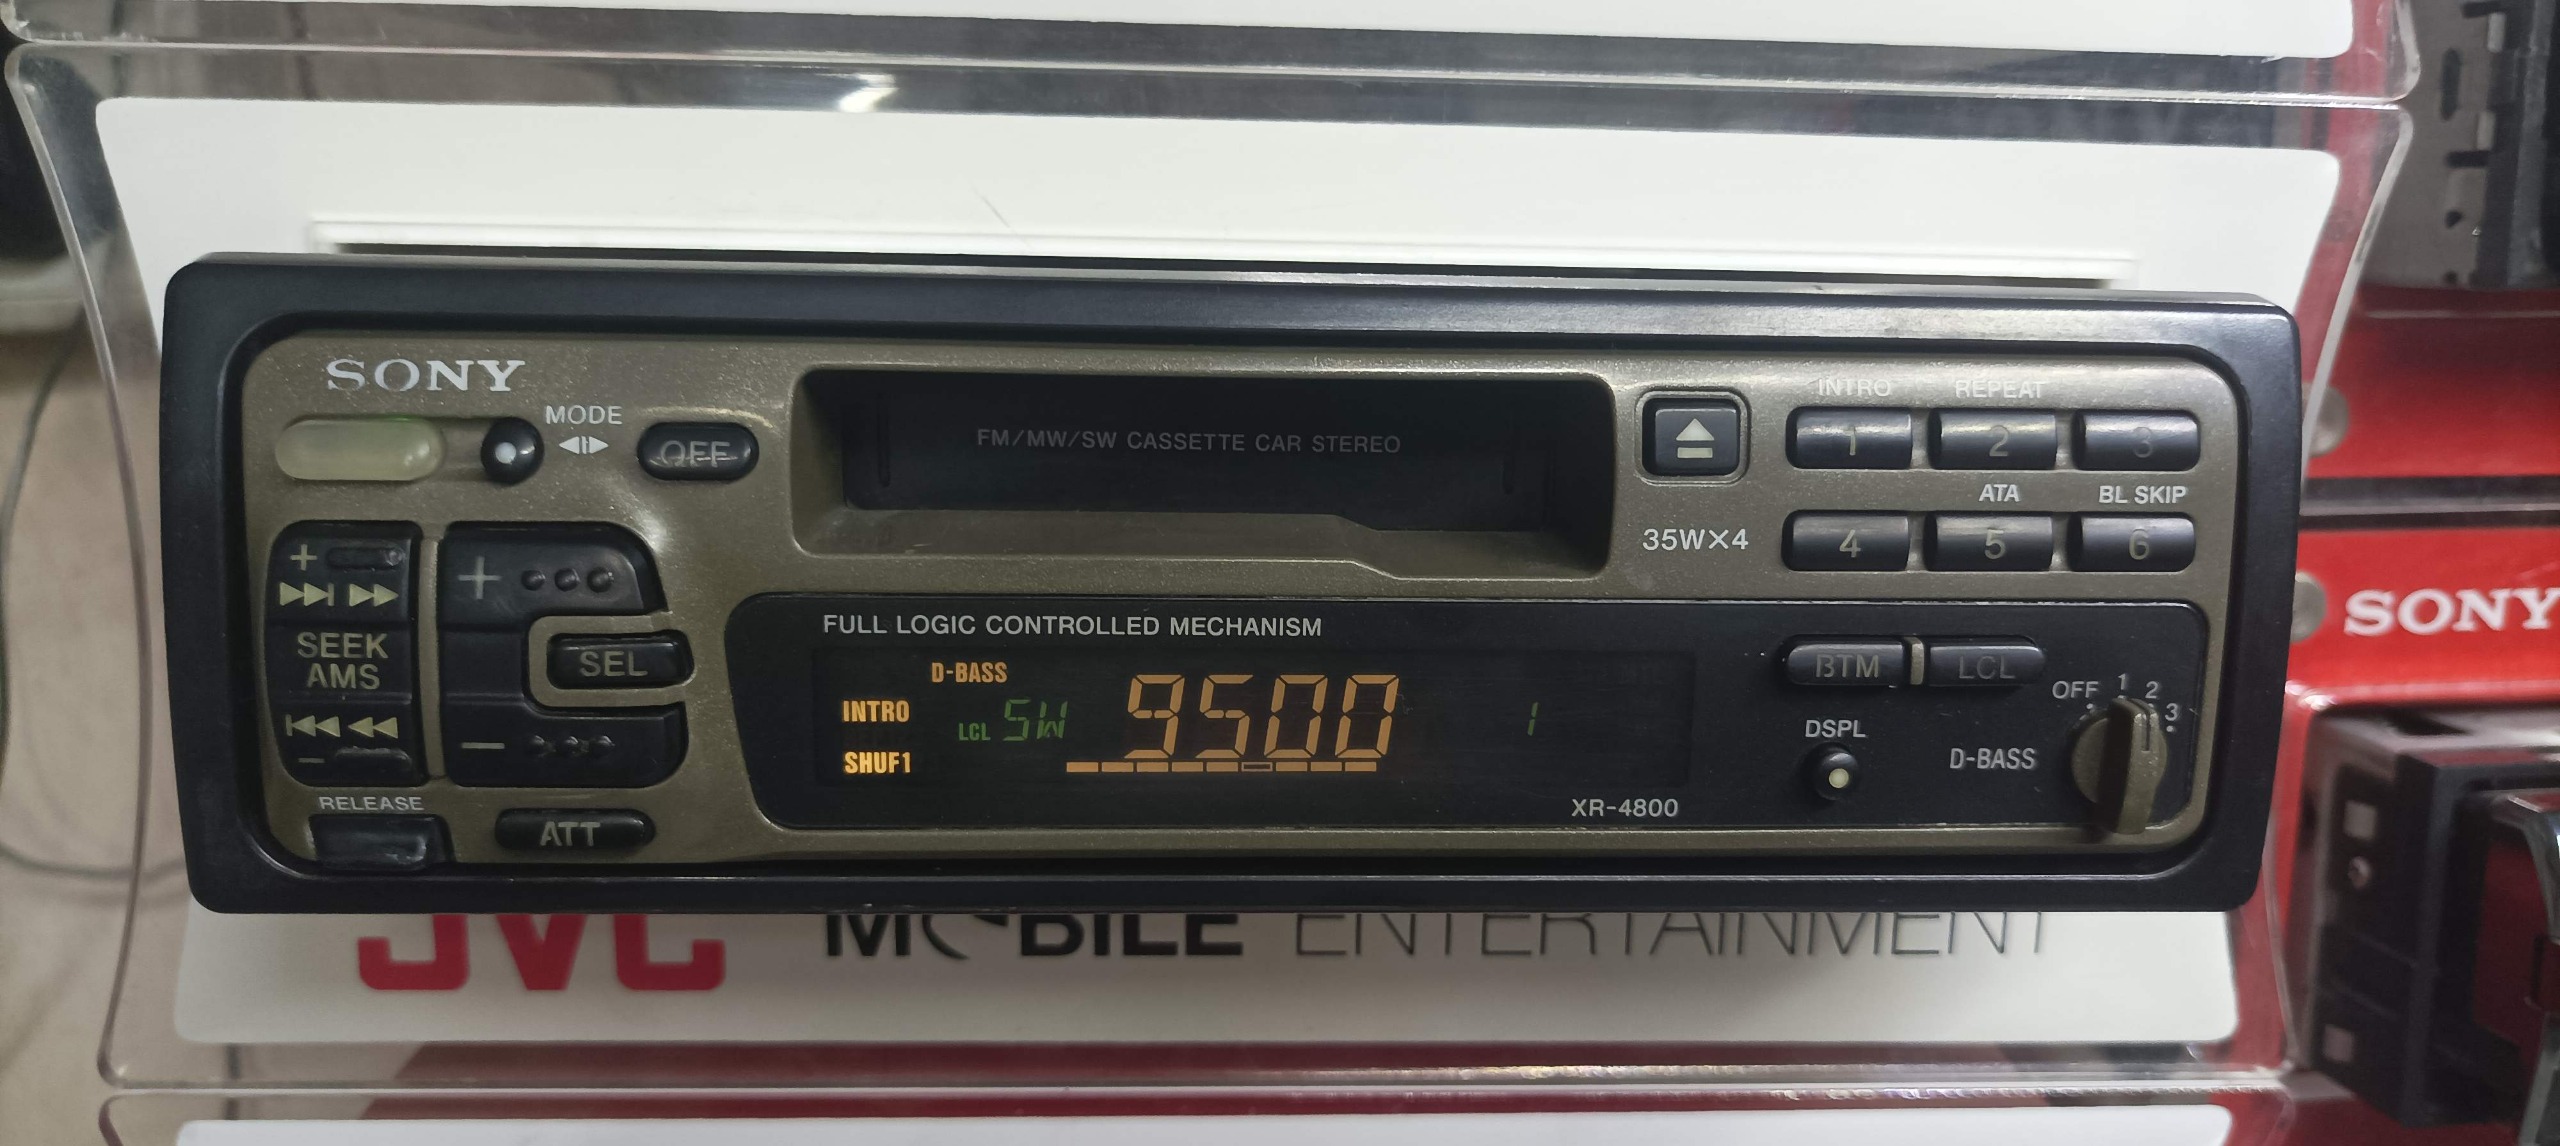 SONY
MODE
OFF
FM/MW/SW CASSETTE CAR STEREO
INTRO
REPEAT
1
2
3
ATA
BL SKIP
35WX4
4
5
6
+
SEEK
AMS
-
+
SEL
-
RELEASE
ATT
FULL LOGIC CONTROLLED MECHANISM
D-BASS
INTRO
LCL SW 9500 1
SHUF1
XR-4800
BTM
LCL
DSPL
D-BASS
OFF 1 2 3
SONY
JVC MOBILE ENTERTAINMENT